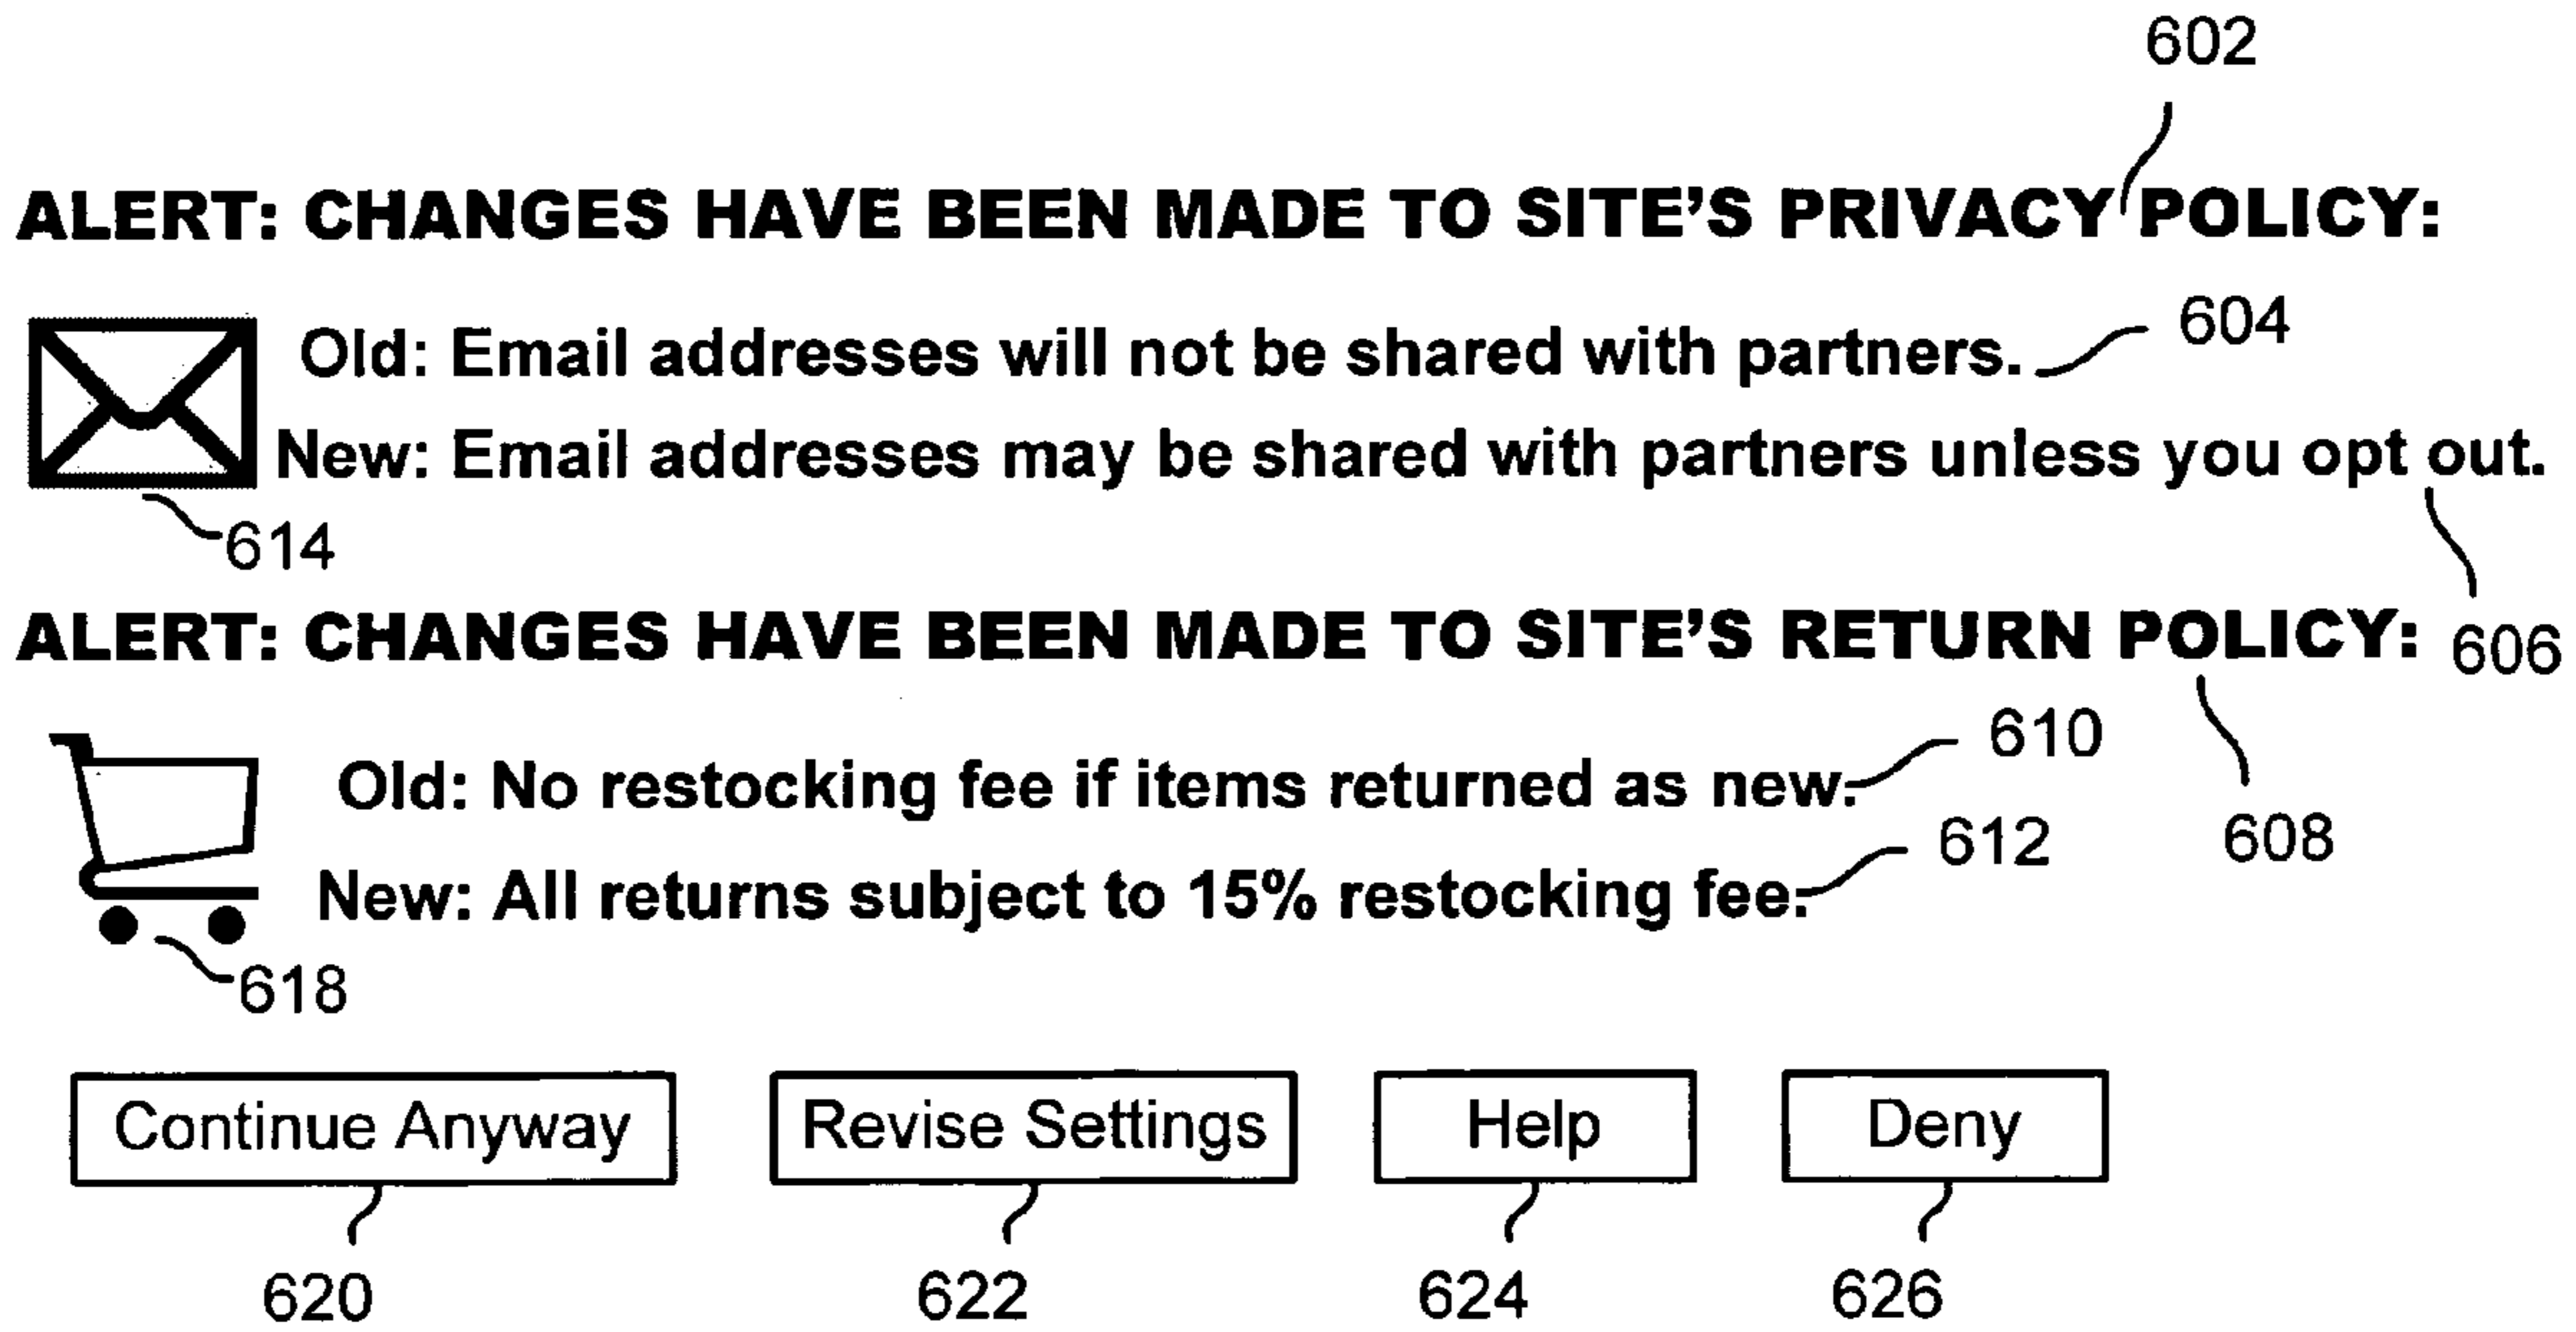 602
ALERT: CHANGES HAVE BEEN MADE TO SITE'S PRIVACY POLICY:
Old: Email addresses will not be shared with partners. 604
New: Email addresses may be shared with partners unless you opt out.
614
ALERT: CHANGES HAVE BEEN MADE TO SITE'S RETURN POLICY: 606
Old: No restocking fee if items returned as new. 610
608
New: All returns subject to 15% restocking fee. 612
618
Continue Anyway Revise Settings Help Deny
620 622 624 626